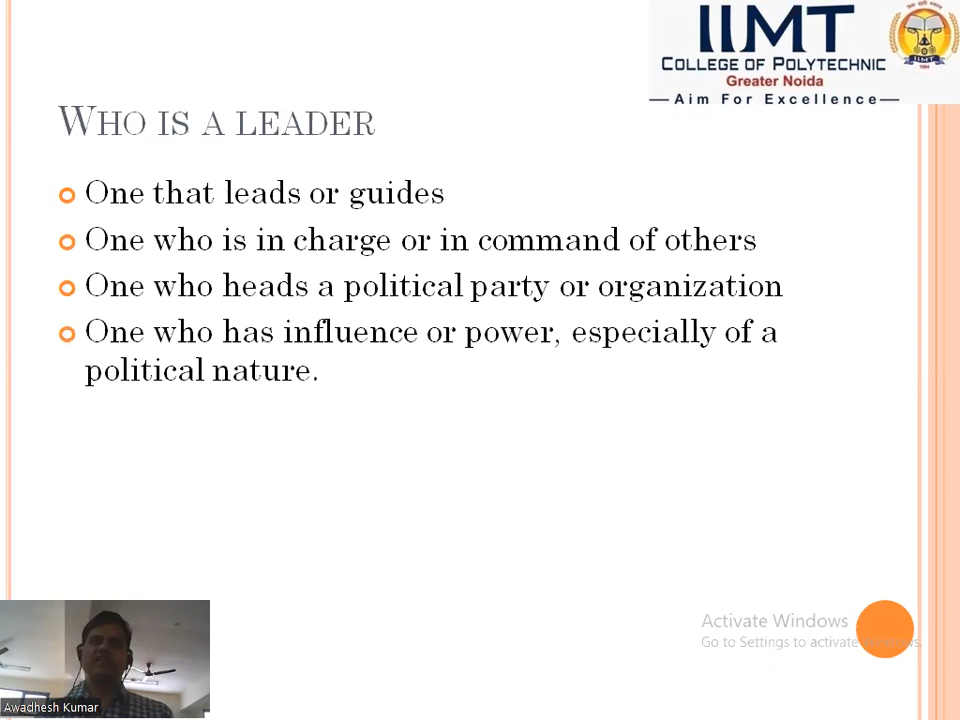 IIMT
COLLEGE OF POLYTECHNIC
Greater Noida
Aim For Excellence
IIMT
WHO IS A LEADER
One that leads or guides
One who is in charge or in command of others
One who heads a political party or organization
One who has influence or power, especially of a
political nature.
Activate Windows
Go to Settings to activate Windows.
Awadhesh Kumar